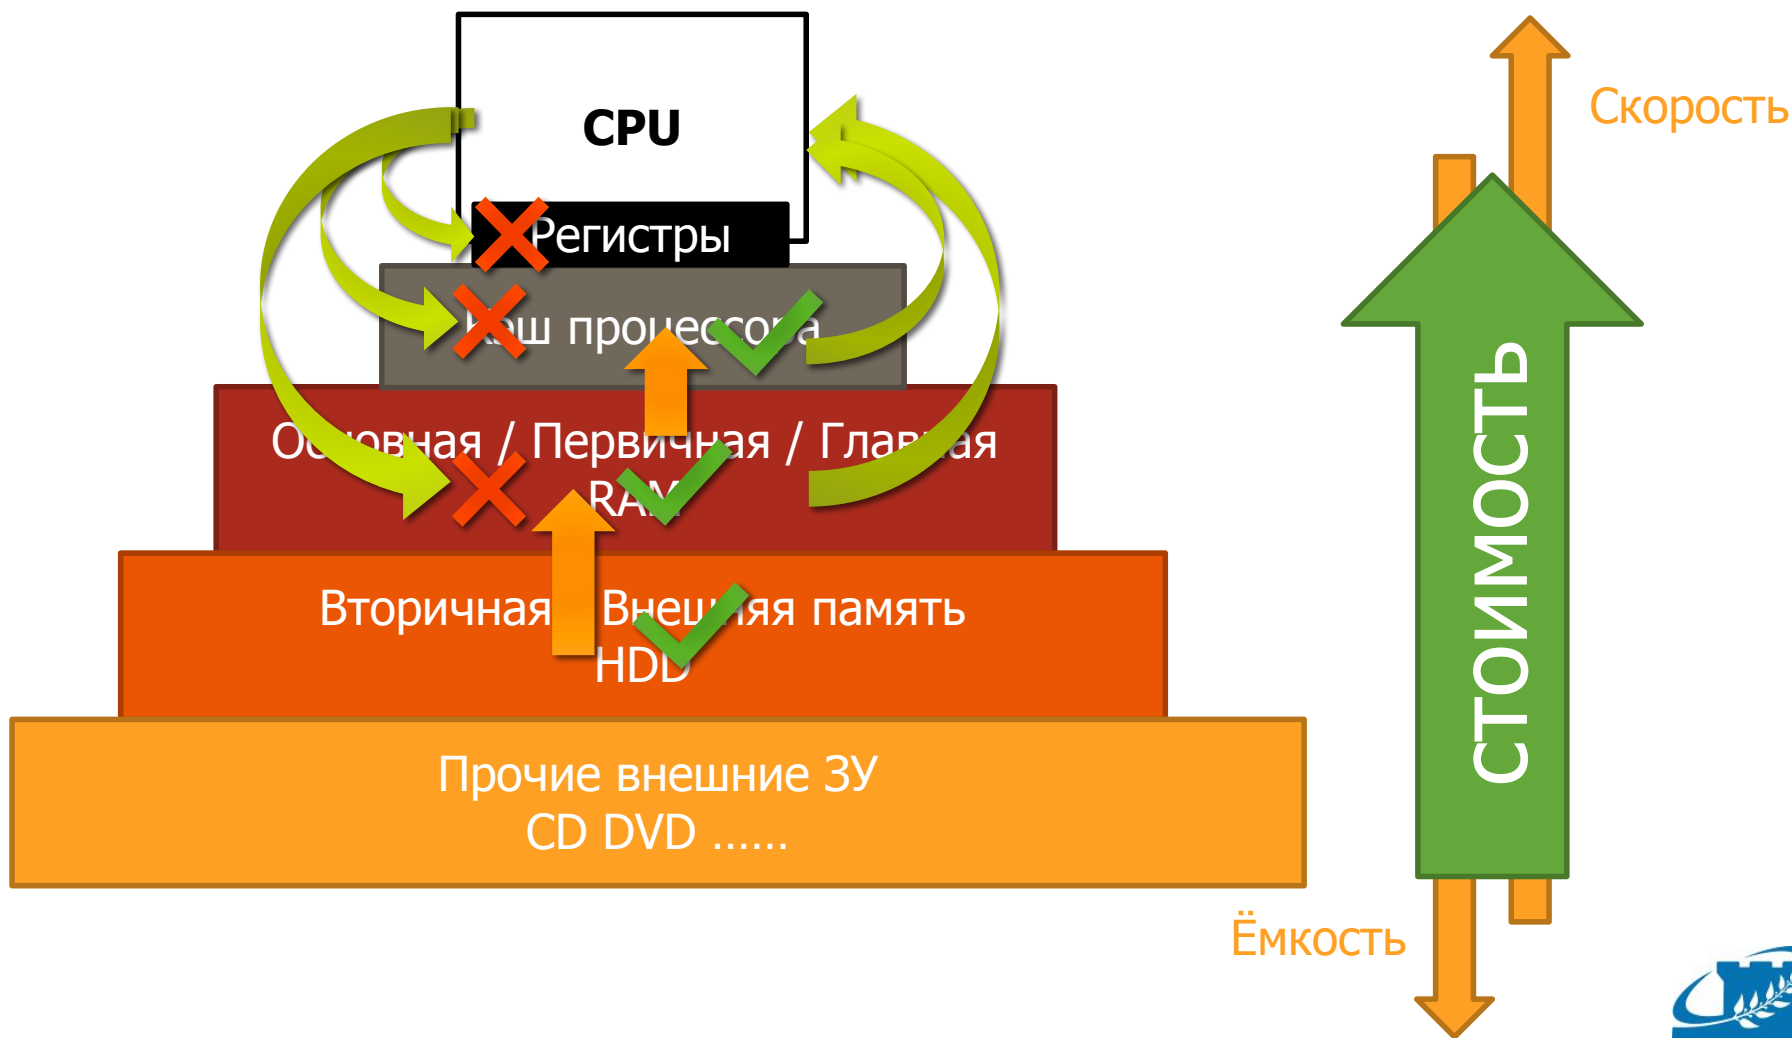 CPU
Скорость
Регистры
Кэш процессора
Основная / Первичная / Главная
RAM
Вторичная Внешняя память
HDD
Прочие внешние ЗУ
CD DVD ......
СТОИМОСТЬ
Ёмкость